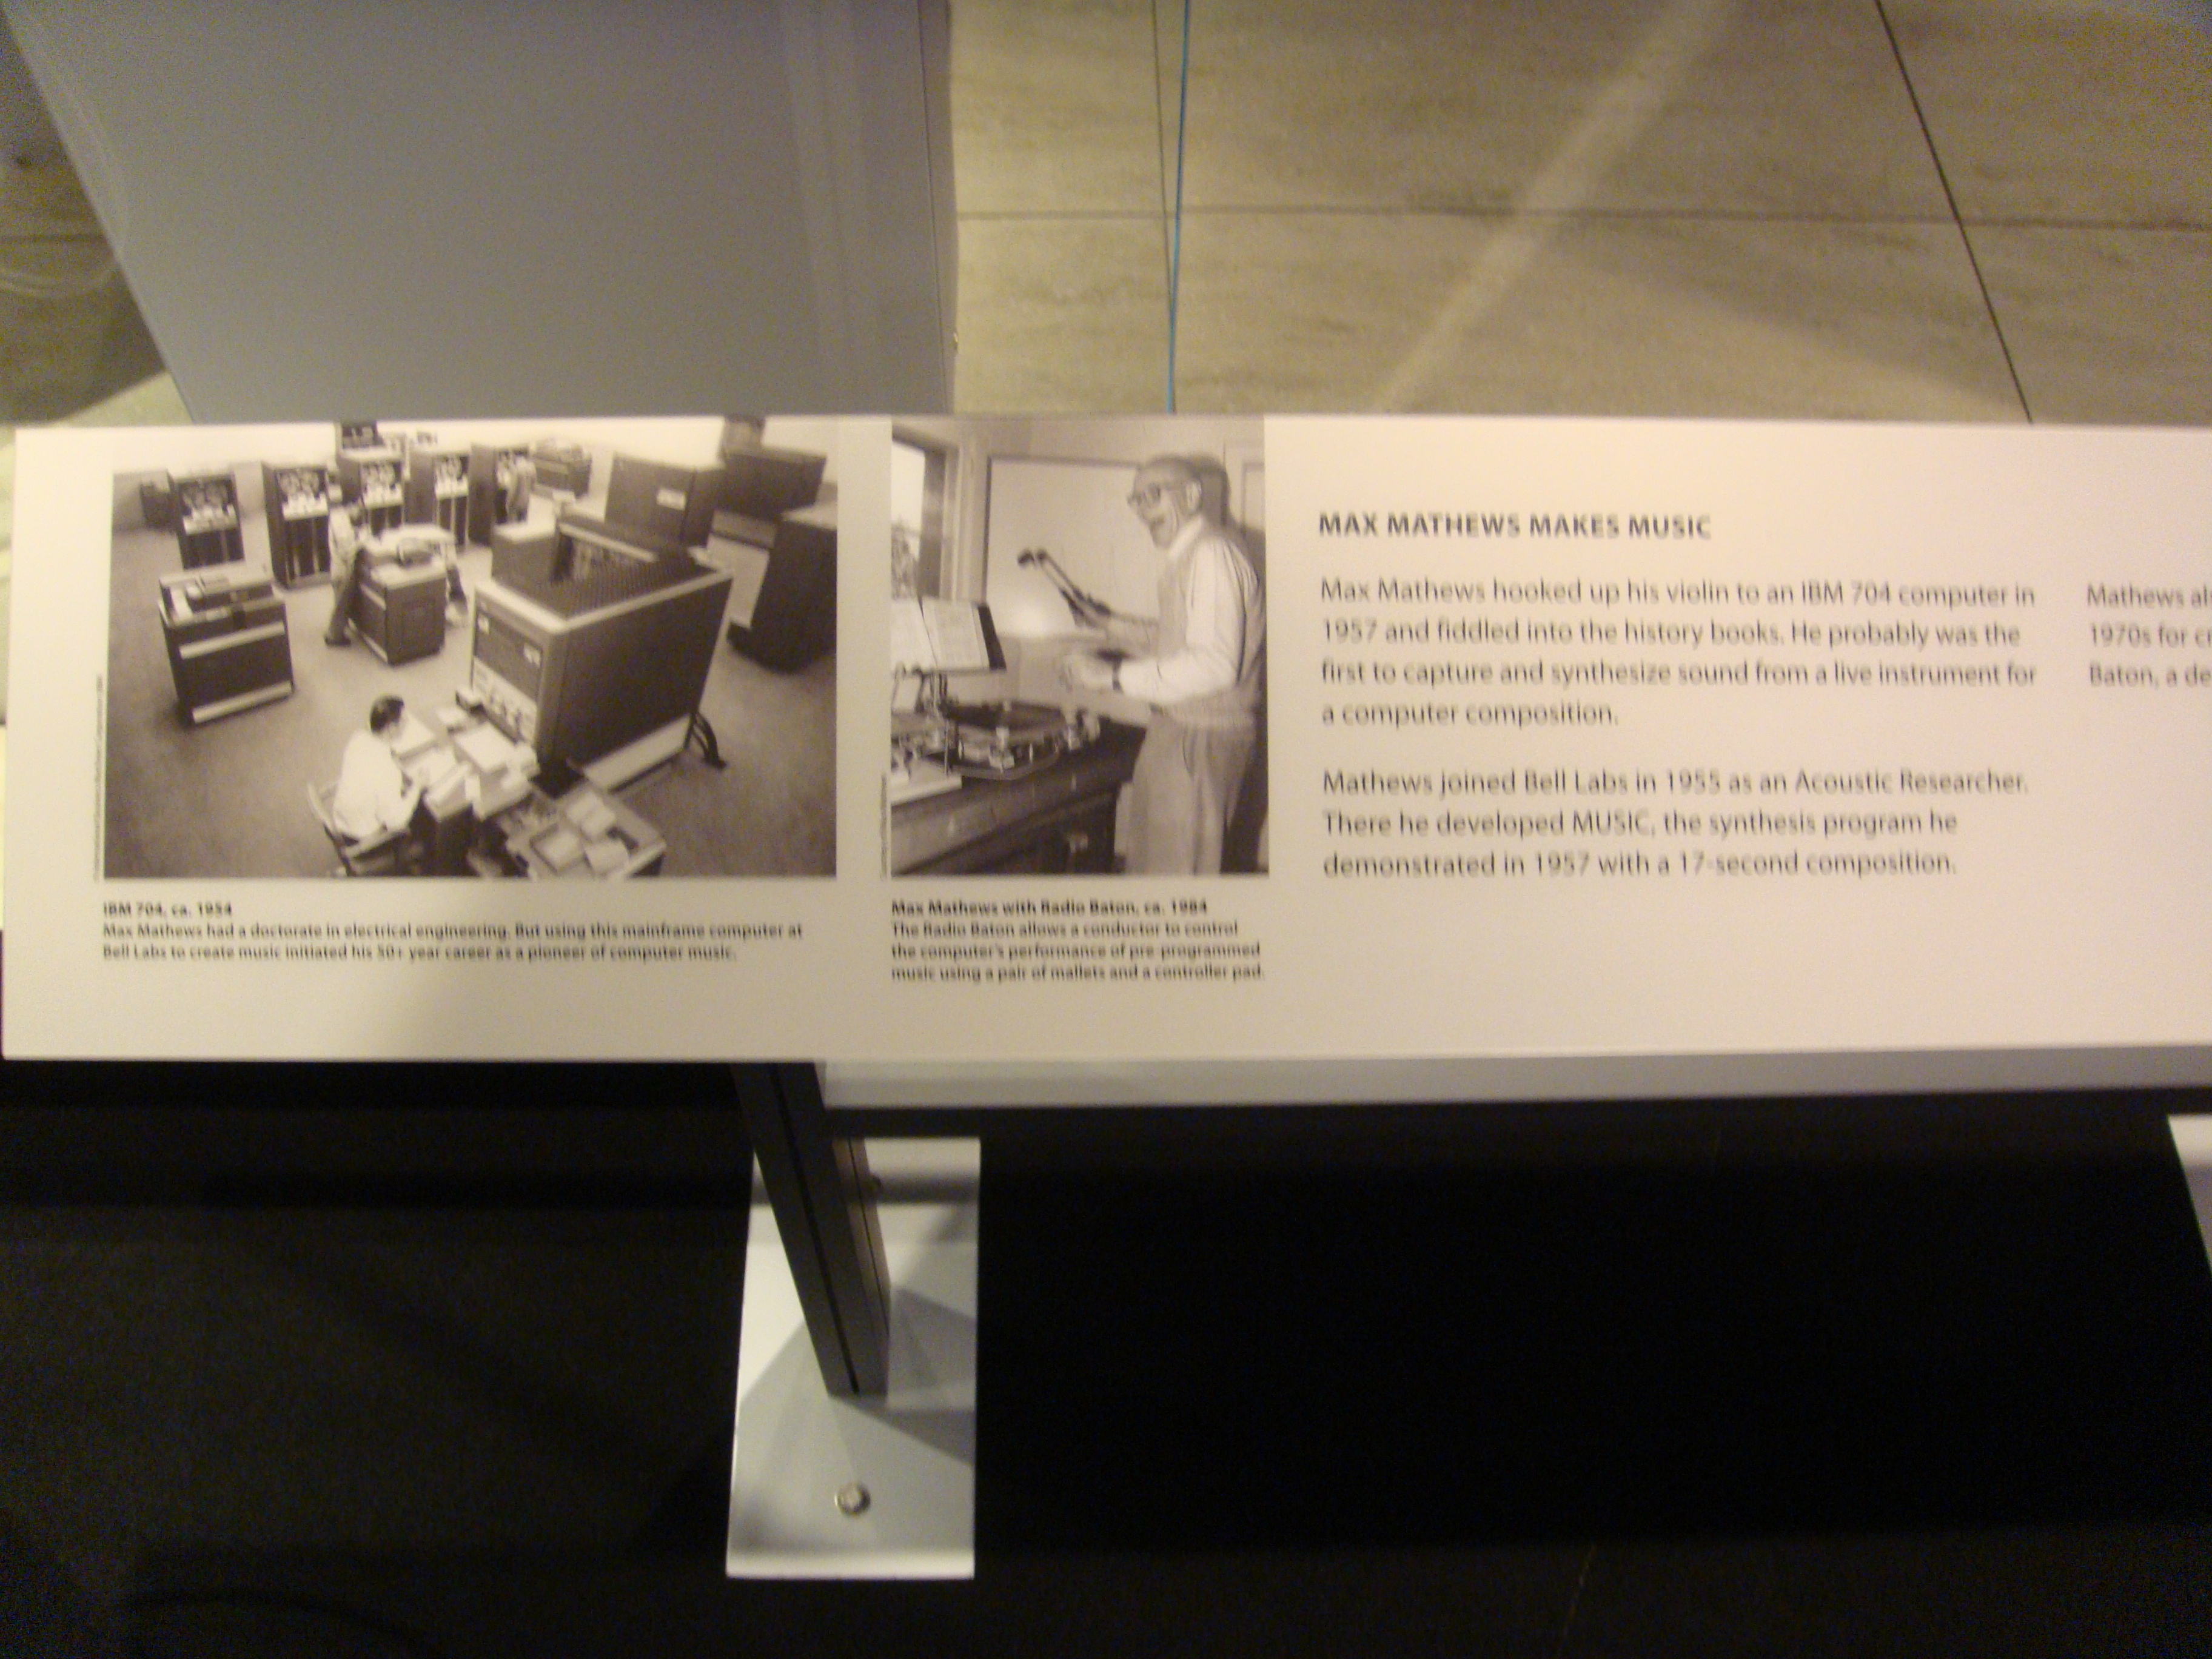 IBM 704, ca. 1954
Max Mathews had a doctorate in electrical engineering. But using this mainframe computer at
Bell Labs to create music initiated his 50+ year career as a pioneer of computer music.
Max Mathews with Radio Baton, ca. 1984
The Radio Baton allows a conductor to control
the computer's performance of pre-programmed
music using a pair of mallets and a controller pad.
MAX MATHEWS MAKES MUSIC
Max Mathews hooked up his violin to an IBM 704 computer in
1957 and fiddled into the history books. He probably was the
first to capture and synthesize sound from a live instrument for
a computer composition.
Mathews joined Bell Labs in 1955 as an Acoustic Researcher.
There he developed MUSIC, the synthesis program he
demonstrated in 1957 with a 17-second composition.
Mathews al
1970s for c
Baton, a de